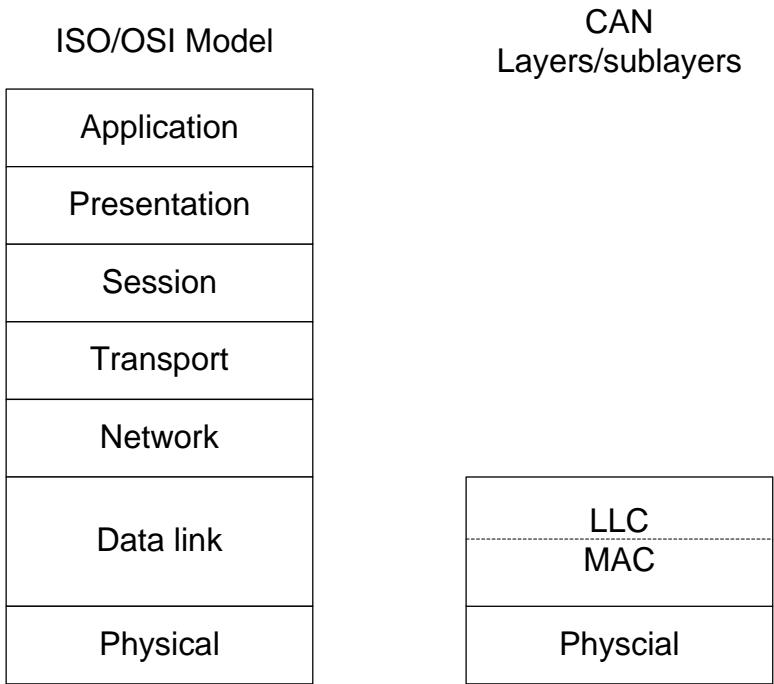 ISO/OSI Model
Application
Presentation
Session
Transport
Network
Data link
Physical
CAN
Layers/sublayers
LLC
MAC
Physcial